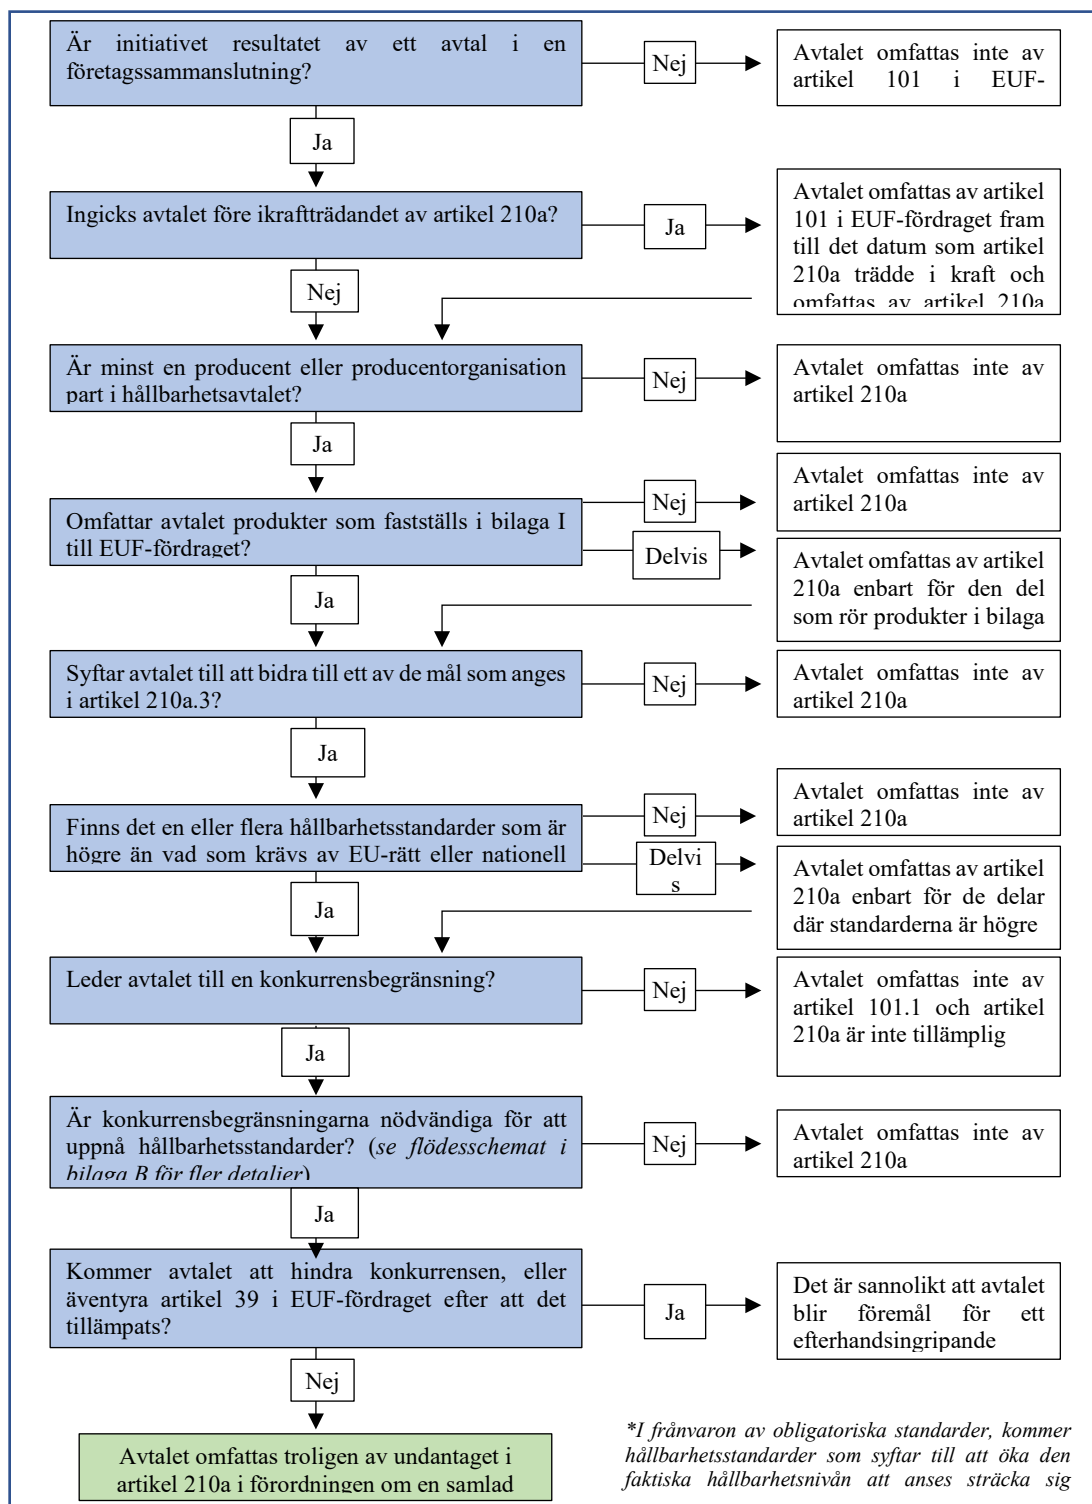 Är initiativet resultatet av ett avtal i en
företagssammanslutning?
Nej
Avtalet omfattas inte av
artikel 101 i EUF-
Ja
Ingicks avtalet före ikraftträdandet av artikel 210a?
Ja
Avtalet omfattas av artikel
101 i EUF-fördraget fram
till det datum som artikel
210a trädde i kraft och
omfattas av artikel 210a
Nej
Är minst en producent eller producentorganisation
part i hållbarhetsavtalet?
Nej
Avtalet omfattas inte av
artikel 210a
Ja
Omfattar avtalet produkter som fastställs i bilaga I
till EUF-fördraget?
Nej
Avtalet omfattas inte av
artikel 210a
Delvis
Avtalet omfattas av artikel
210a enbart för den del
som rör produkter i bilaga
Ja
Syftar avtalet till att bidra till ett av de mål som anges
i artikel 210a.3?
Nej
Avtalet omfattas inte av
artikel 210a
Ja
Finns det en eller flera hållbarhetsstandarder som är
högre än vad som krävs av EU-rätt eller nationell
Nej
Avtalet omfattas inte av
artikel 210a
Delvi
s
Avtalet omfattas av artikel
210a enbart för de delar
där standarderna är högre
Ja
Leder avtalet till en konkurrensbegränsning?
Nej
Avtalet omfattas inte av
artikel 101.1 och artikel
210a är inte tillämplig
Ja
Är konkurrensbegränsningarna nödvändiga för att
uppnå hållbarhetsstandarder? (se flödesschemat i
bilaga B för fler detaljer)
Nej
Avtalet omfattas inte av
artikel 210a
Ja
Kommer avtalet att hindra konkurrensen, eller
äventyra artikel 39 i EUF-fördraget efter att det
tillämpats?
Ja
Det är sannolikt att avtalet
blir föremål för ett
efterhandsingripande
Nej
Avtalet omfattas troligen av undantaget i
artikel 210a i förordningen om en samlad
*I frånvaron av obligatoriska standarder, kommer
hållbarhetsstandarder som syftar till att öka den
faktiska hållbarhetsnivån att anses sträcka sig